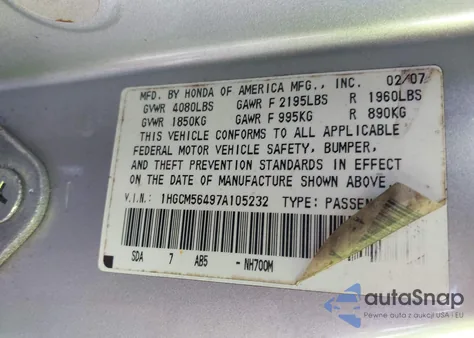 MFD. BY HONDA OF AMERICA MFG., INC. 02/07
GVWR 4080LBS GAWR F 2195LBS R 1960LBS
GVWR 1850KG GAWR F 995KG R 890KG
THIS VEHICLE CONFORMS TO ALL APPLICABLE
FEDERAL MOTOR VEHICLE SAFETY, BUMPER,
AND THEFT PREVENTION STANDARDS IN EFFECT
ON THE DATE OF MANUFACTURE SHOWN ABOVE.
V.I.N.: 1HGCM56497A105232 TYPE: PASSEN
SDA 7 AB5 -NH700M
autoSnap
Pewne auto z aukcji USA i EU